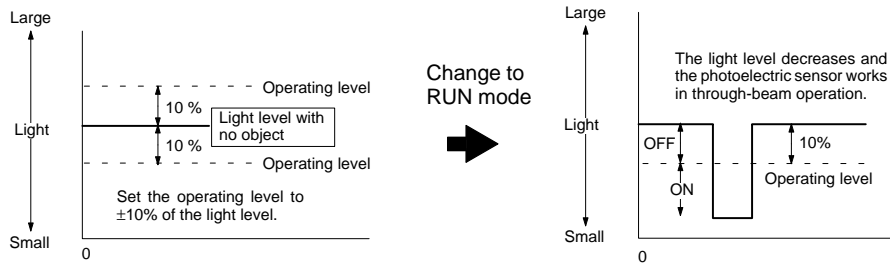 Large
Operating level
10 %
Light level with
no object
Light
10 %
Operating level
Set the operating level to
±10% of the light level.
Small
0
Change to
RUN mode
Large
The light level decreases and
the photoelectric sensor works
in through-beam operation.
Light
OFF
10%
Operating level
ON
Small
0